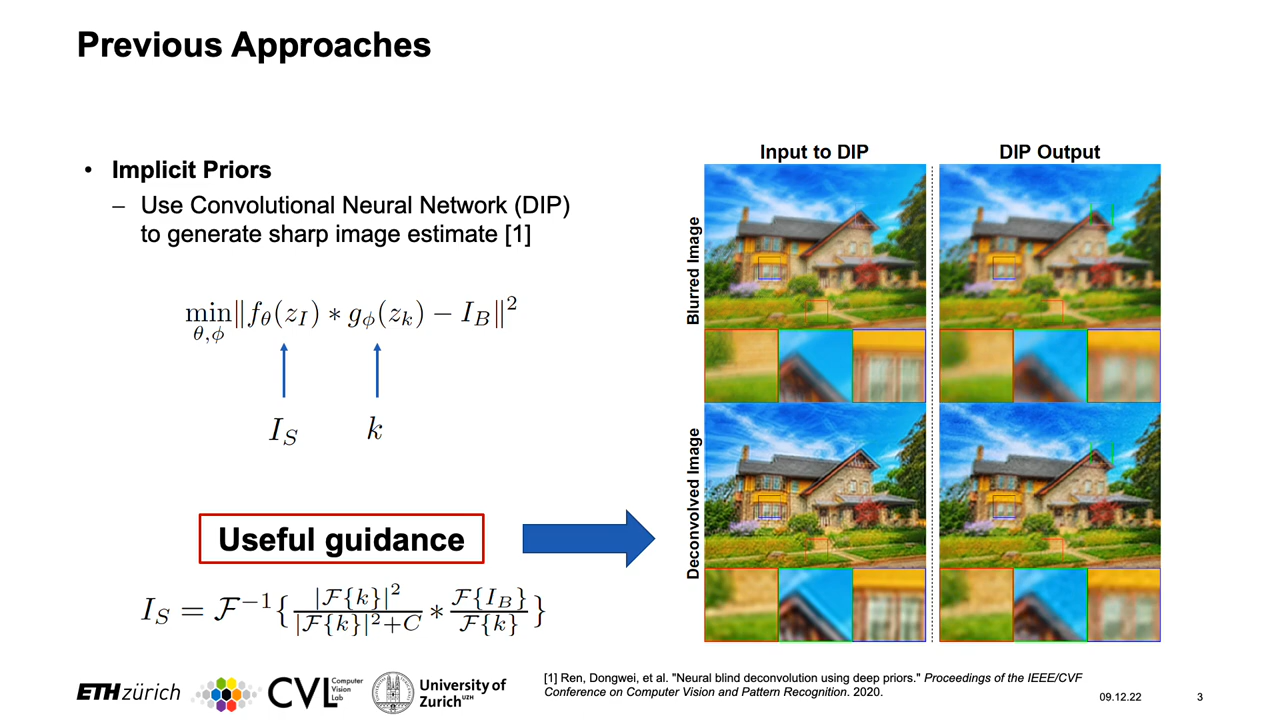 Previous Approaches
• Implicit Priors
– Use Convolutional Neural Network (DIP)
to generate sharp image estimate [1]
min_{θ,φ} ‖f_θ(z_I) ∗ g_ϕ(z_k) − I_B‖²
I_S k
Useful guidance
I_S = F⁻¹{ |F{k}|² / (|F{k}|²+C) ∗ F{I_B} / F{k} }
Input to DIP DIP Output
Blurred Image
Deconvolved Image
ETH zürich
CVL Computer
Vision
Lab
University of
Zurich UZH
[1] Ren, Dongwei, et al. "Neural blind deconvolution using deep priors." Proceedings of the IEEE/CVF
Conference on Computer Vision and Pattern Recognition. 2020.
09.12.22 3